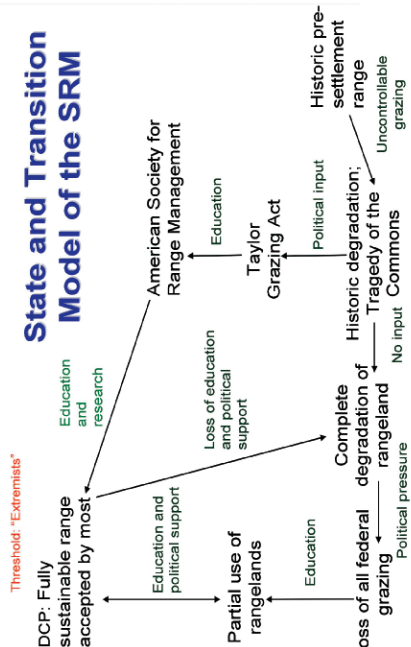 State and Transition
Model of the SRM
Threshold: "Extremists"
DCP: Fully
sustainable range
accepted by most
Education
and
research
American Society for
Range Management
Education
Taylor
Grazing Act
Political input
Historic pre-
settlement
range
Uncontrollable
grazing
Historic degradation;
Tragedy of the
Commons
No input
Complete
degradation of
rangeland
Loss of education
and political
support
Political pressure
oss of all federal
grazing
Education
Partial use of
rangelands
Education and
political support